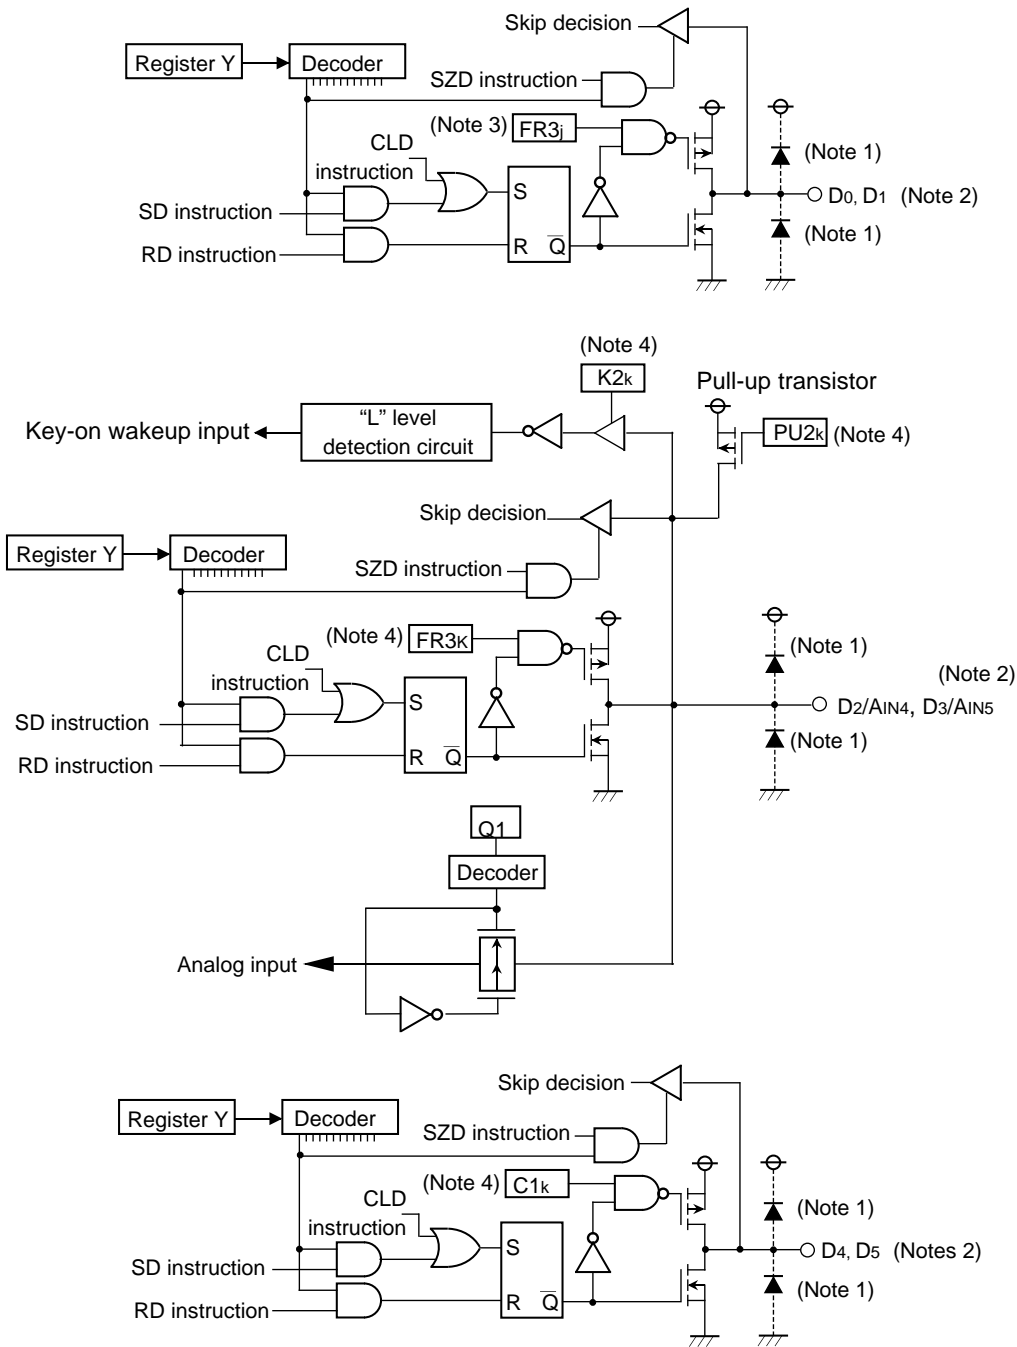 Skip decision
Register Y
Decoder
SZD instruction
(Note 3)
FR3j
CLD
instruction
(Note 1)
S
SD instruction
D0, D1 (Note 2)
RD instruction
R
Q
(Note 1)
(Note 4)
K2k
Pull-up transistor
Key-on wakeup input
“L” level
detection circuit
PU2k
(Note 4)
Skip decision
Register Y
Decoder
SZD instruction
(Note 4)
FR3K
CLD
instruction
(Note 1)
(Note 2)
S
SD instruction
D2/AIN4, D3/AIN5
RD instruction
R
Q
(Note 1)
Q1
Decoder
Analog input
Skip decision
Register Y
Decoder
SZD instruction
(Note 4)
C1k
CLD
instruction
(Note 1)
S
SD instruction
D4, D5 (Notes 2)
RD instruction
R
Q
(Note 1)